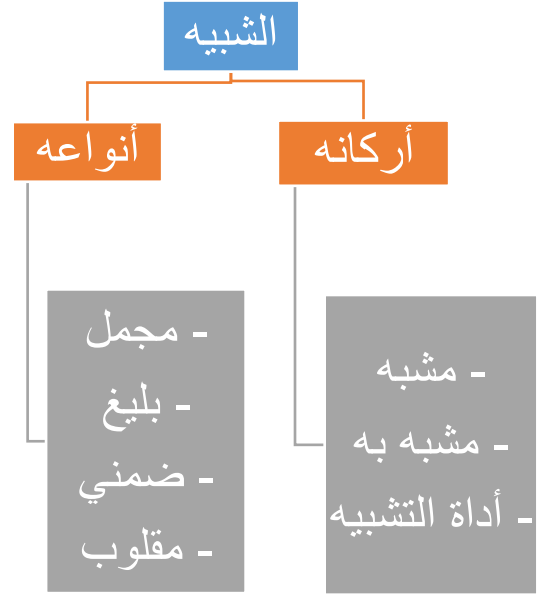 الشبيه
أركانه
أنواعه
- مشبه
- مشبه به
- أداة التشبيه
- مجمل
- بليغ
- ضمني
- مقلوب